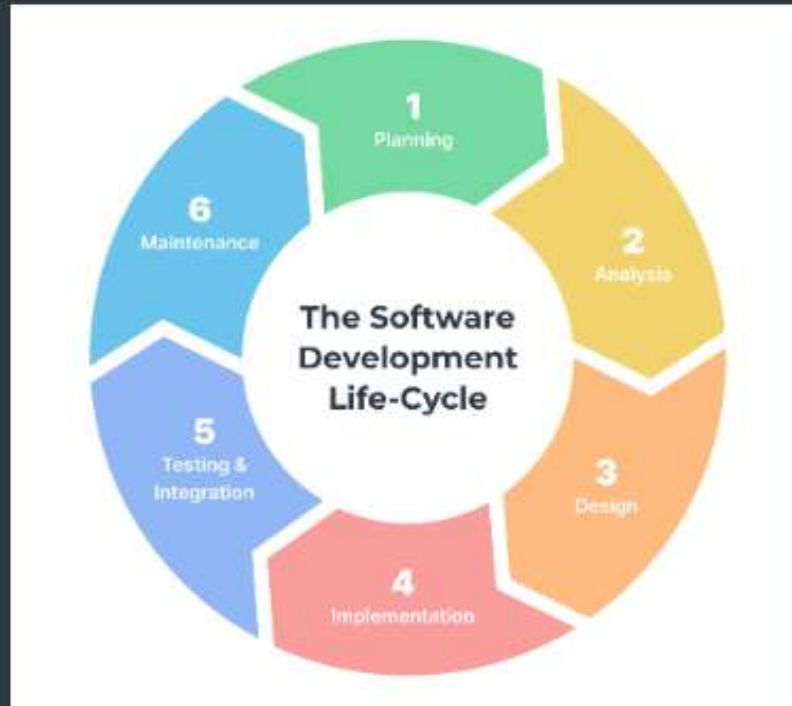 1
Planning
2
Analysis
3
Design
4
Implementation
5
Testing &
Integration
6
Maintenance
The Software
Development
Life-Cycle